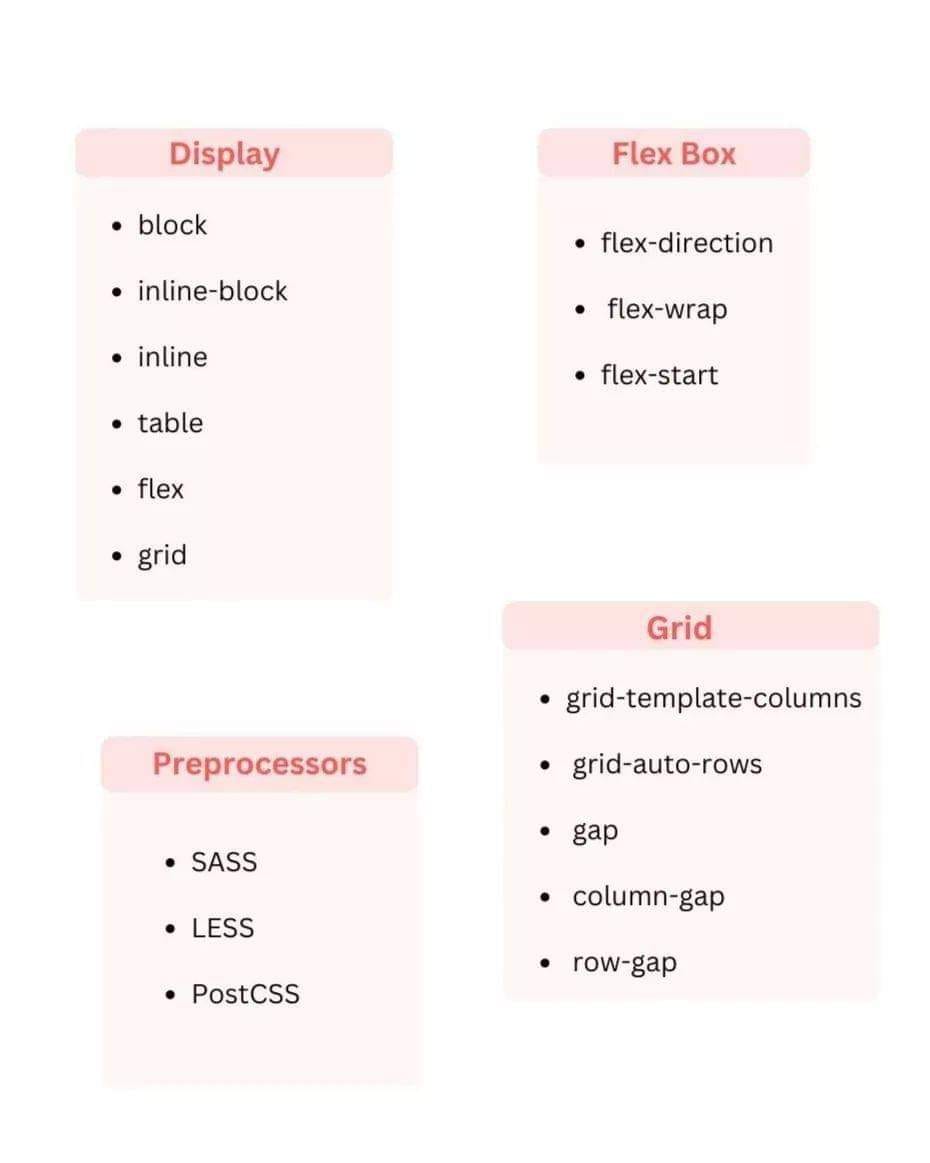 Display
• block
• inline-block
• inline
• table
• flex
• grid
Flex Box
• flex-direction
• flex-wrap
• flex-start
Preprocessors
• SASS
• LESS
• PostCSS
Grid
• grid-template-columns
• grid-auto-rows
• gap
• column-gap
• row-gap